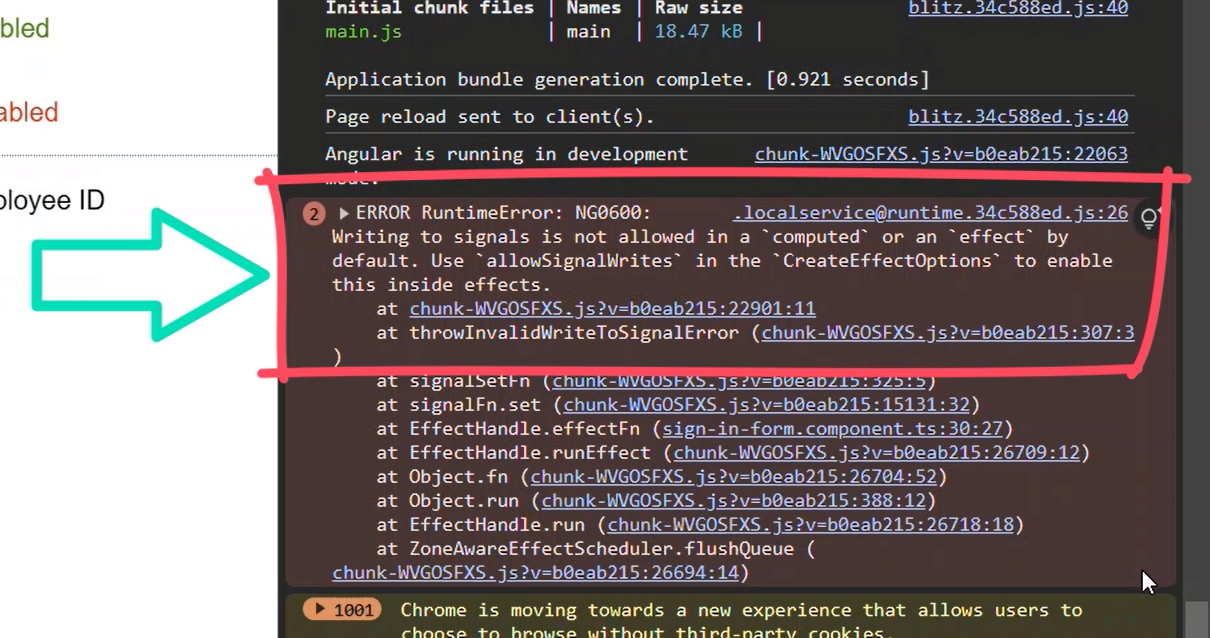 bled
abled
ployee ID
Initial chunk files | Names | Raw size blitz.34c588ed.js:40
main.js | main | 18.47 kB |
Application bundle generation complete. [0.921 seconds]
Page reload sent to client(s). blitz.34c588ed.js:40
Angular is running in development chunk-WVGOSFXS.js?v=b0eab215:22063
mode.
2 ERROR RuntimeError: NG0600: .localservice@runtime.34c588ed.js:26
Writing to signals is not allowed in a `computed` or an `effect` by
default. Use `allowSignalWrites` in the `CreateEffectOptions` to enable
this inside effects.
at chunk-WVGOSFXS.js?v=b0eab215:22901:11
at throwInvalidWriteToSignalError (chunk-WVGOSFXS.js?v=b0eab215:307:3
)
at signalSetFn (chunk-WVGOSFXS.js?v=b0eab215:325:5)
at signalFn.set (chunk-WVGOSFXS.js?v=b0eab215:15131:32)
at EffectHandle.effectFn (sign-in-form.component.ts:30:27)
at EffectHandle.runEffect (chunk-WVGOSFXS.js?v=b0eab215:26709:12)
at Object.fn (chunk-WVGOSFXS.js?v=b0eab215:26704:52)
at Object.run (chunk-WVGOSFXS.js?v=b0eab215:388:12)
at EffectHandle.run (chunk-WVGOSFXS.js?v=b0eab215:26718:18)
at ZoneAwareEffectScheduler.flushQueue (
chunk-WVGOSFXS.js?v=b0eab215:26694:14)
1001 Chrome is moving towards a new experience that allows users to
choose to browse without third-party cookies.